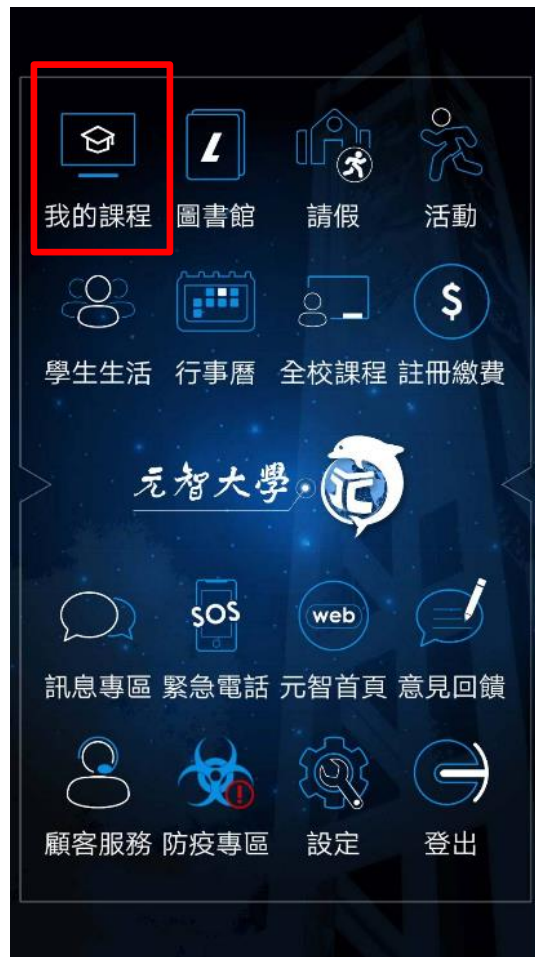 我的課程 圖書館 請假 活動
學生生活 行事曆 全校課程 註冊繳費
$
元智大學
SOS
web
訊息專區 緊急電話 元智首頁 意見回饋
顧客服務 防疫專區 設定 登出